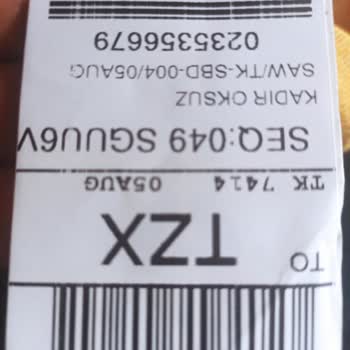 TO TZX
TK 7414 05AUG
SEQ:049 SGUU6V
KADIR OKSUZ
SAW/TK-SBD-004/05AUG
0235356679